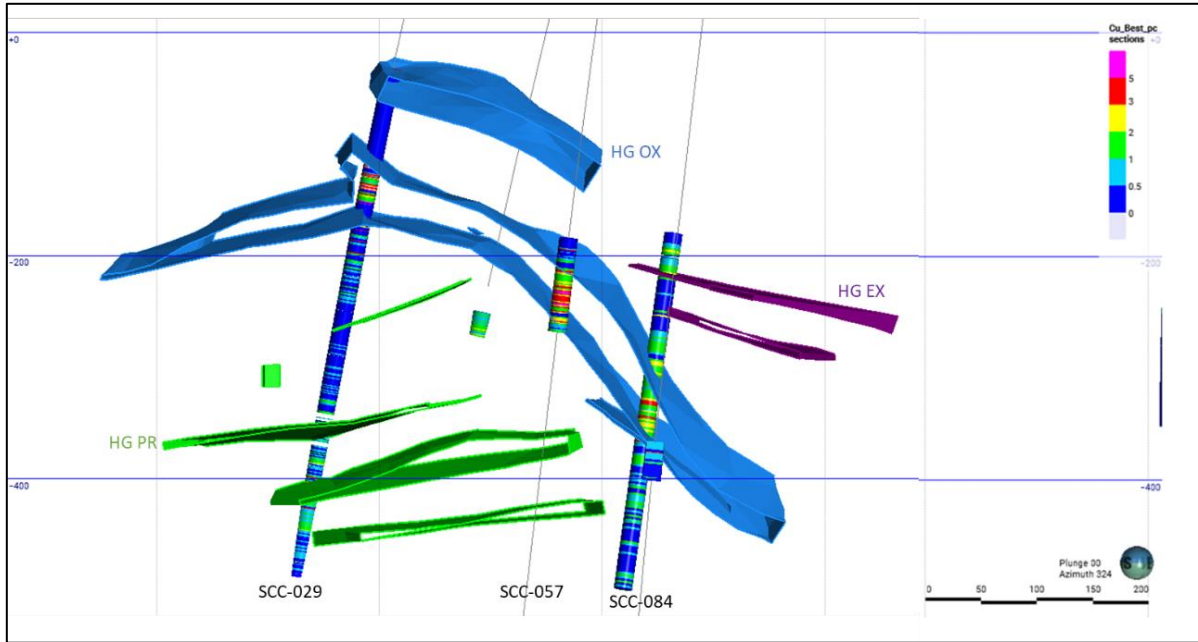 Cu_Best_pc
sections
+0
+0
5
3
2
1
0.5
0
HG OX
-200
-200
HG EX
HG PR
-400
-400
Plunge 00
Azimuth 324
S
0 50 100 150 200
SCC-029
SCC-057
SCC-084